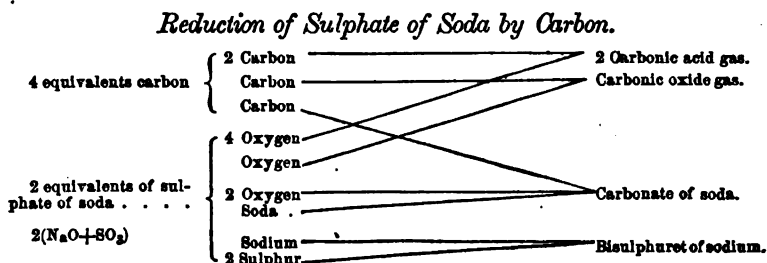 Reduction of Sulphate of Soda by Carbon.
4 equivalents carbon
2 Carbon
Carbon
Carbon
2 Carbonic acid gas.
Carbonic oxide gas.
2 equivalents of sul-
phate of soda . . . .
2(NaO+SO3)
4 Oxygen
Oxygen
2 Oxygen
Soda .
Sodium
2 Sulphur
Carbonate of soda.
Bisulphuret of sodium.